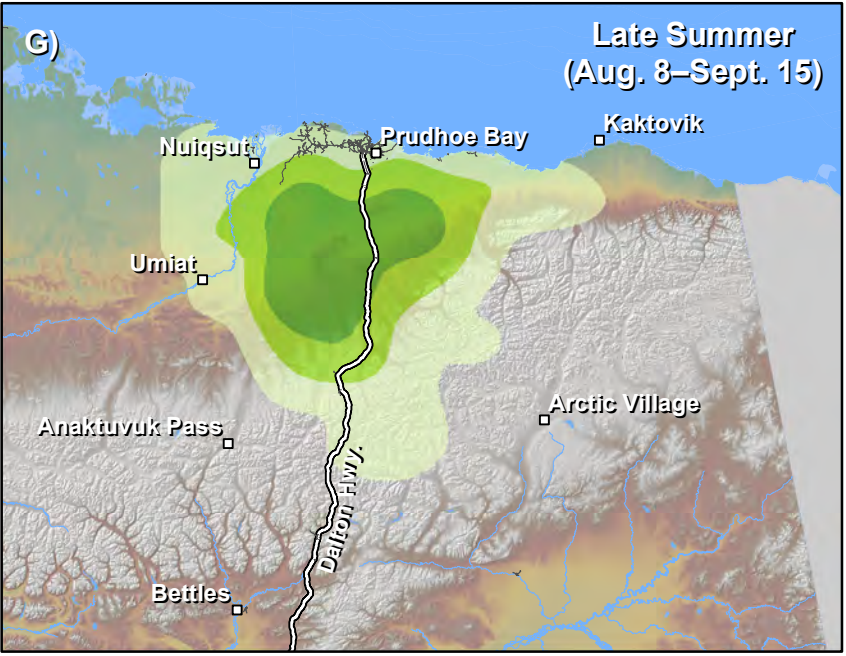 G)
Late Summer
(Aug. 8–Sept. 15)
Kaktovik
Prudhoe Bay
Nuiqsut
Umiat
Arctic Village
Anaktuvuk Pass
Dalton Hwy.
Bettles